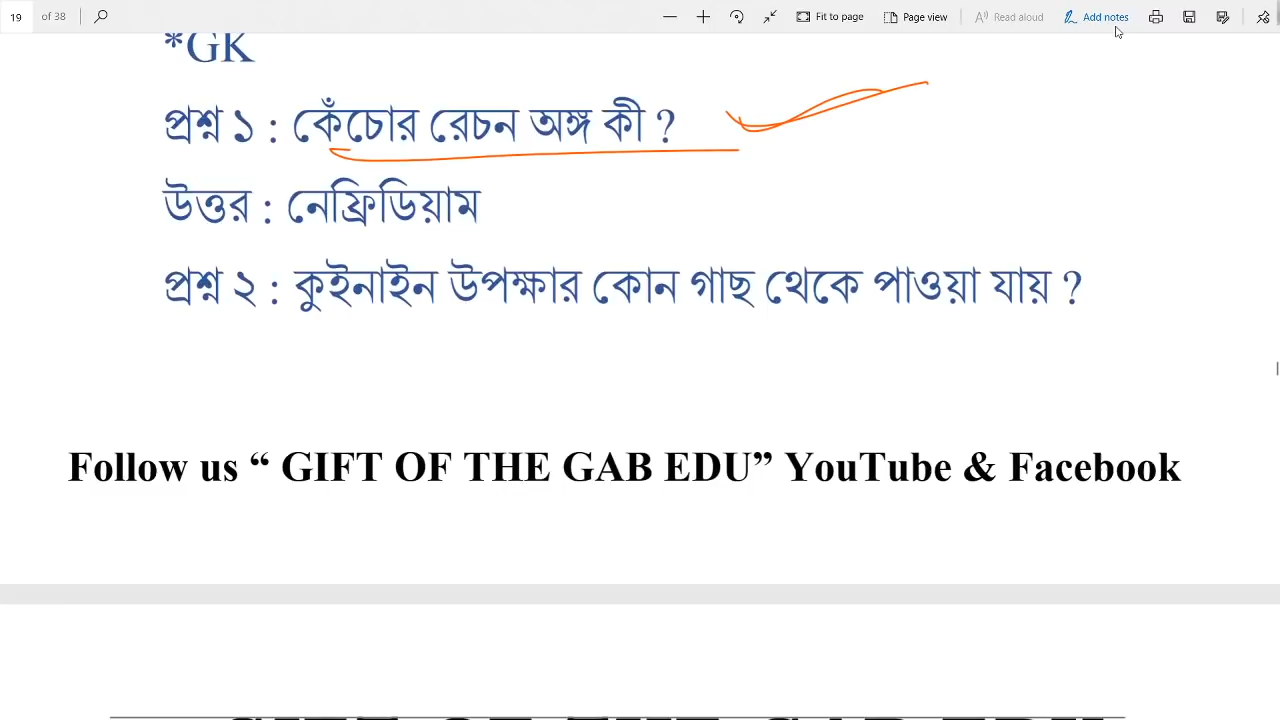 19 of 38 Fit to page Page view Read aloud Add notes
*GK
প্রশ্ন ১ : কেঁচোর রেচন অঙ্গ কী ?
উত্তর : নেফ্রিডিয়াম
প্রশ্ন ২ : কুইনাইন উপক্ষার কোন গাছ থেকে পাওয়া যায় ?
Follow us “ GIFT OF THE GAB EDU” YouTube & Facebook